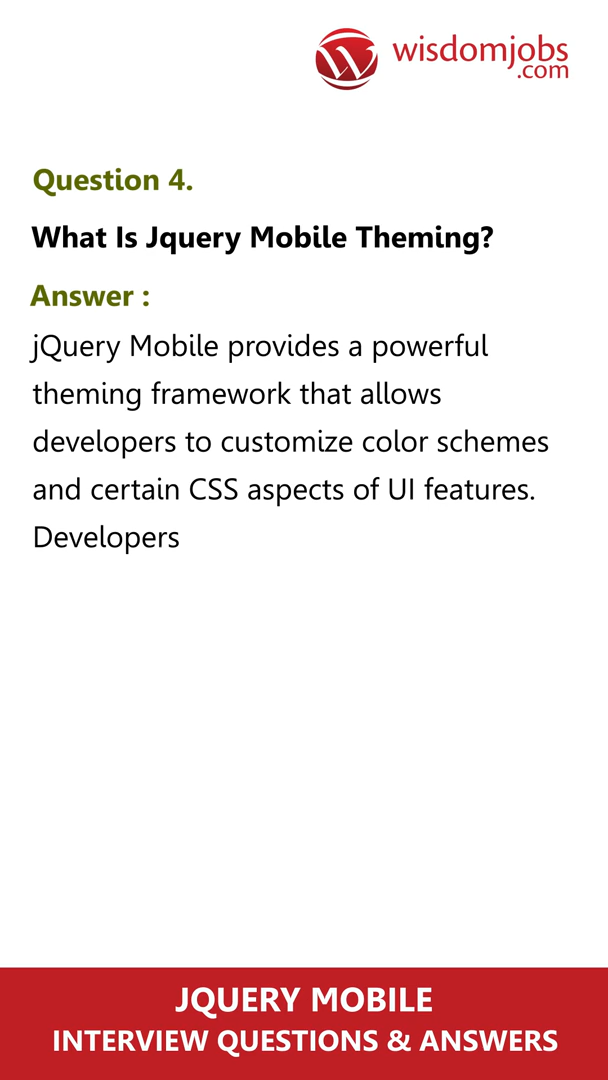 wisdomjobs
.com
Question 4.
What Is Jquery Mobile Theming?
Answer :
jQuery Mobile provides a powerful
theming framework that allows
developers to customize color schemes
and certain CSS aspects of UI features.
Developers
JQUERY MOBILE
INTERVIEW QUESTIONS & ANSWERS